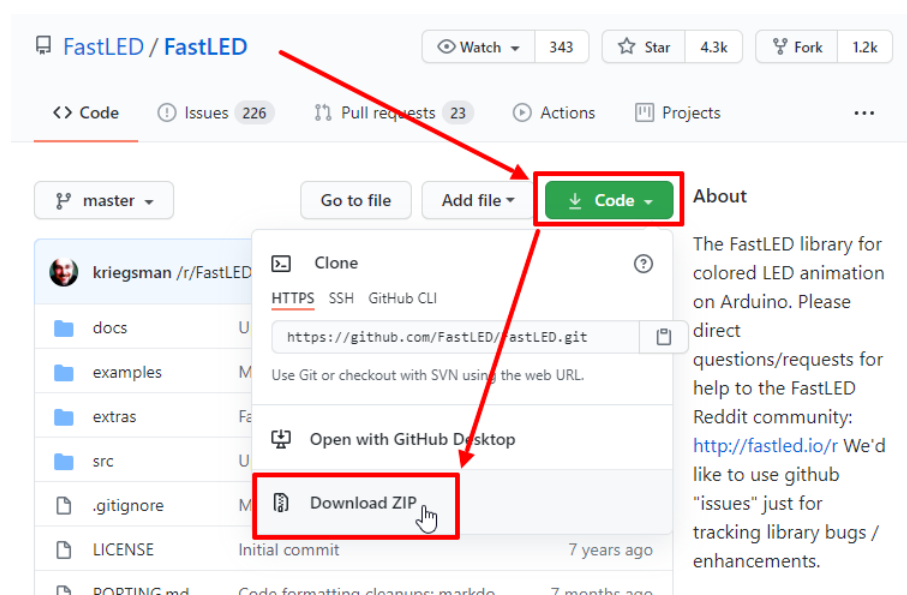 FastLED / FastLED
Watch 343 Star 4.3k Fork 1.2k
Code Issues 226 Pull requests 23 Actions Projects ...
master Go to file Add file Code
kriegsman /r/FastLED
docs
examples
extras
src
.gitignore
LICENSE Initial commit 7 years ago
PORTING.md Code formatting cleanups; markdo 7 months ago
Clone
HTTPS SSH GitHub CLI
https://github.com/FastLED/FastLED.git
Use Git or checkout with SVN using the web URL.
Open with GitHub Desktop
Download ZIP
About
The FastLED library for
colored LED animation
on Arduino. Please
direct
questions/requests for
help to the FastLED
Reddit community:
http://fastled.io/r We'd
like to use github
"issues" just for
tracking library bugs /
enhancements.